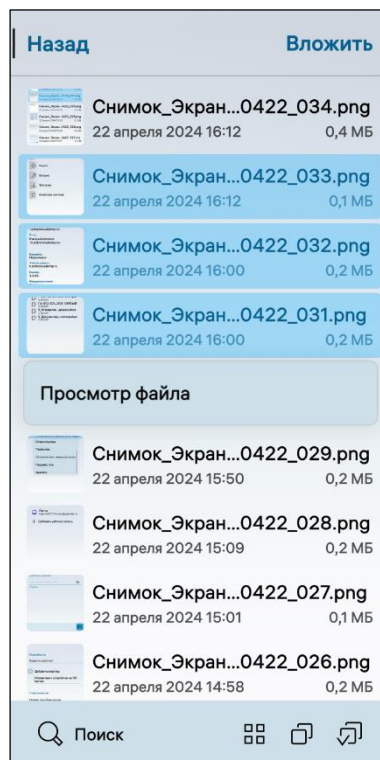 Назад Вложить
Снимок_Экран...0422_034.png
22 апреля 2024 16:12 0,4 МБ
Снимок_Экран...0422_033.png
22 апреля 2024 16:12 0,1 МБ
Снимок_Экран...0422_032.png
22 апреля 2024 16:00 0,2 МБ
Снимок_Экран...0422_031.png
22 апреля 2024 16:00 0,2 МБ
Просмотр файла
Снимок_Экран...0422_029.png
22 апреля 2024 15:50 0,2 МБ
Снимок_Экран...0422_028.png
22 апреля 2024 15:09 0,2 МБ
Снимок_Экран...0422_027.png
22 апреля 2024 15:01 0,1 МБ
Снимок_Экран...0422_026.png
22 апреля 2024 14:58 0,2 МБ
Поиск